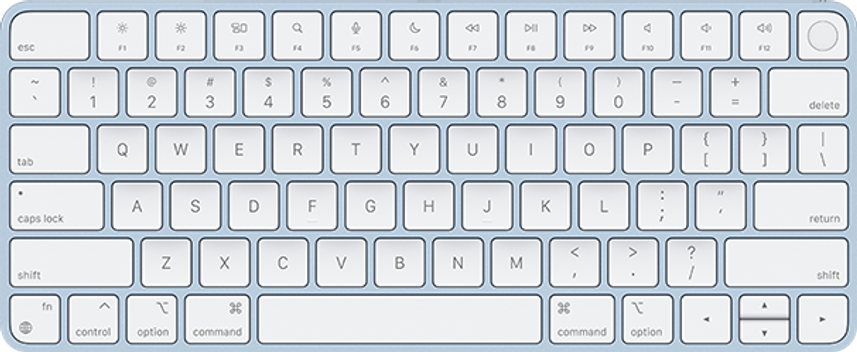 esc F1 F2 F3 F4 F5 F6 F7 F8 F9 F10 F11 F12
~ ! @ # $ % ^ & * ( ) — +
` 1 2 3 4 5 6 7 8 9 0 - = delete
tab Q W E R T Y U I O P { [ } ] | \
caps lock A S D F G H J K L : ; " ' return
shift Z X C V B N M < , > . ? / shift
fn ^ ⌥ ⌘ ⌘ ⌥ ◂ ▴ ▸
control option command command option ▾